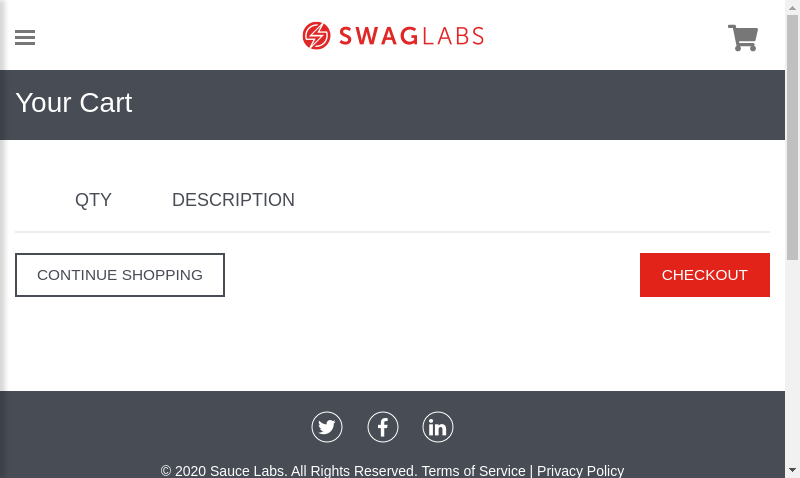 SWAGLABS
Your Cart
QTY DESCRIPTION
CONTINUE SHOPPING CHECKOUT
© 2020 Sauce Labs. All Rights Reserved. Terms of Service | Privacy Policy